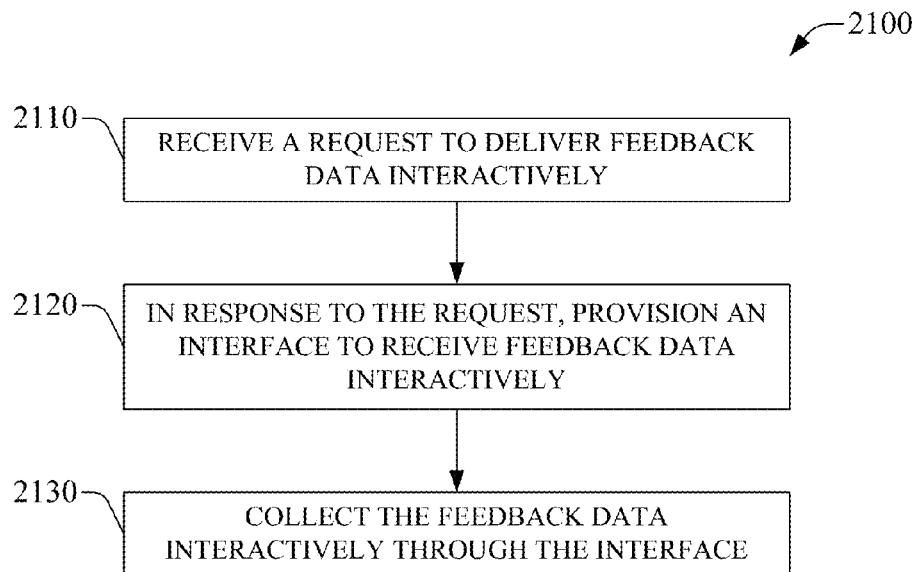 2100
2110
RECEIVE A REQUEST TO DELIVER FEEDBACK
DATA INTERACTIVELY
2120
IN RESPONSE TO THE REQUEST, PROVISION AN
INTERFACE TO RECEIVE FEEDBACK DATA
INTERACTIVELY
2130
COLLECT THE FEEDBACK DATA
INTERACTIVELY THROUGH THE INTERFACE